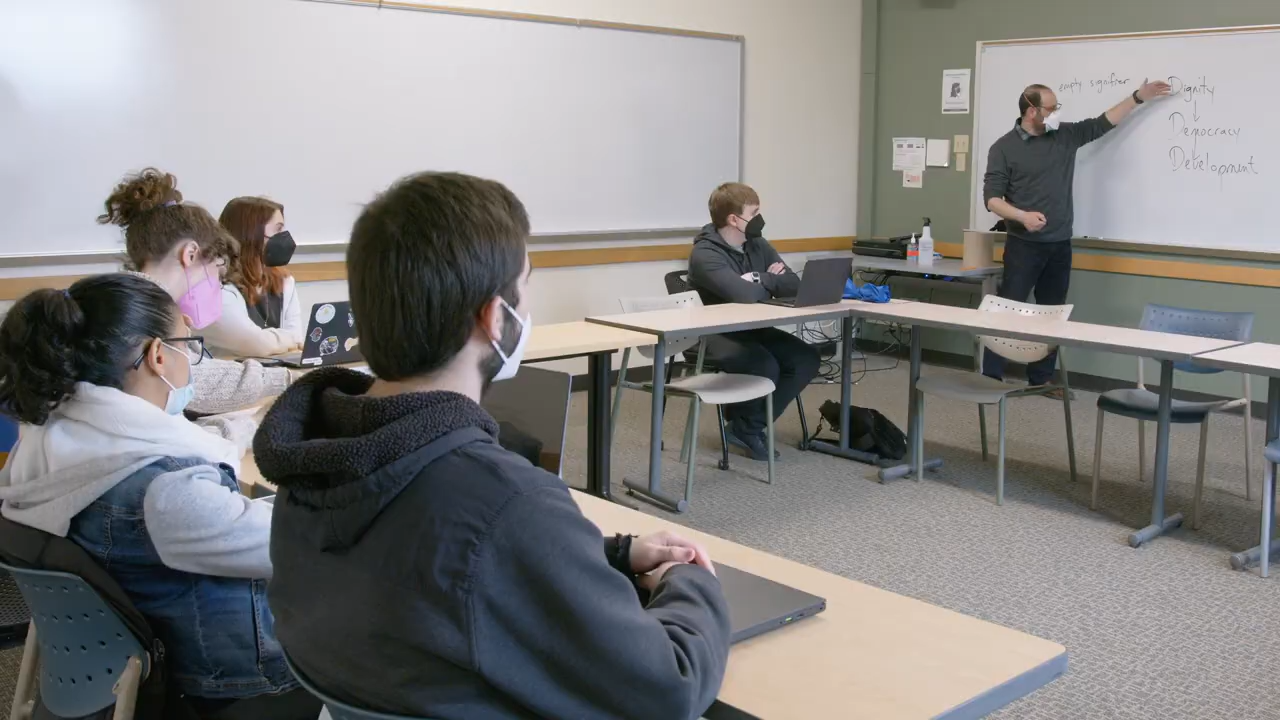 empty signifier
Dignity
Democracy
Development